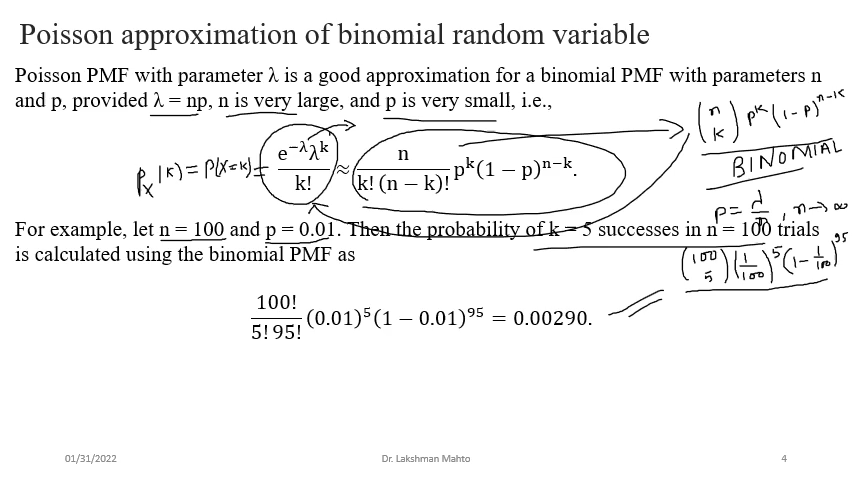 Poisson approximation of binomial random variable
Poisson PMF with parameter λ is a good approximation for a binomial PMF with parameters n
and p, provided λ = np, n is very large, and p is very small, i.e.,
(n k) p^k (1-p)^{n-k}
BINOMIAL
P_X(k) = P(X=k) = e^{−λ}λ^k / k! ≈ n / k! (n − k)! p^k(1 − p)^{n−k}.
p = λ/n, n→∞
For example, let n = 100 and p = 0.01. Then the probability of k = 5 successes in n = 100 trials
is calculated using the binomial PMF as
(100 5) (1/100)^5 (1-1/100)^95
100! / 5! 95! (0.01)^5(1 − 0.01)^95 = 0.00290.
01/31/2022
Dr. Lakshman Mahto
4